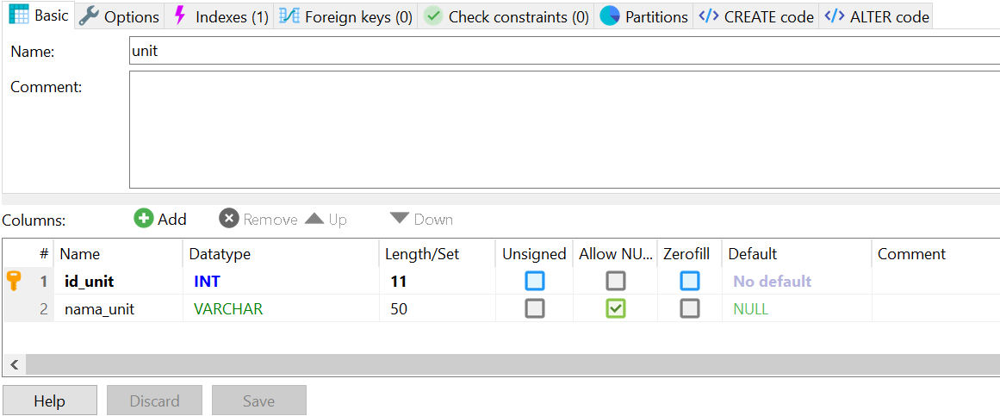 Basic Options Indexes (1) Foreign keys (0) Check constraints (0) Partitions CREATE code ALTER code
Name: unit
Comment:
Columns: Add Remove Up Down
# Name Datatype Length/Set Unsigned Allow NU... Zerofill Default Comment
1 id_unit INT 11 No default
2 nama_unit VARCHAR 50 NULL
Help Discard Save